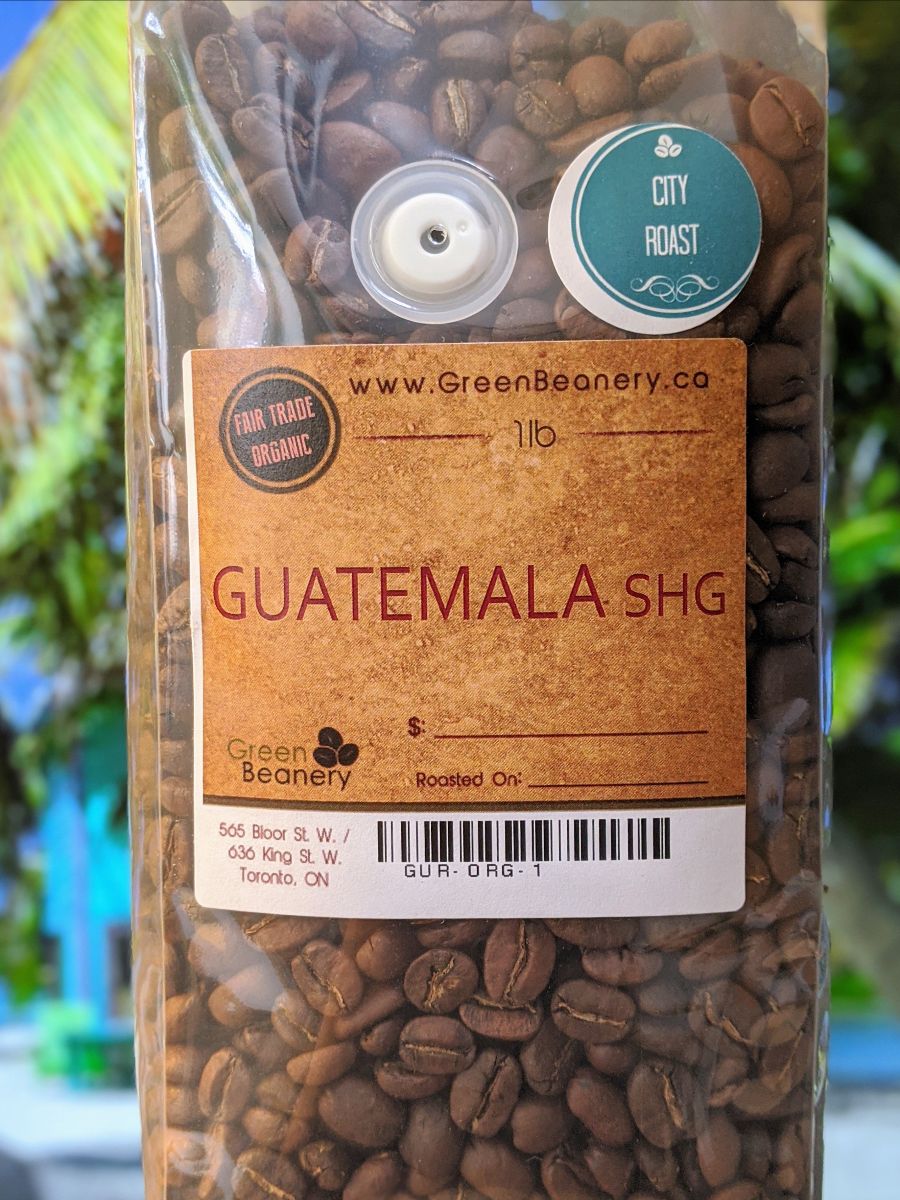 CITY
ROAST
www.GreenBeanery.ca
1lb
FAIR TRADE
ORGANIC
GUATEMALA SHG
$:
Green
Beanery
Roasted On:
565 Bloor St. W. /
636 King St. W.
Toronto, ON
GUR-ORG-1